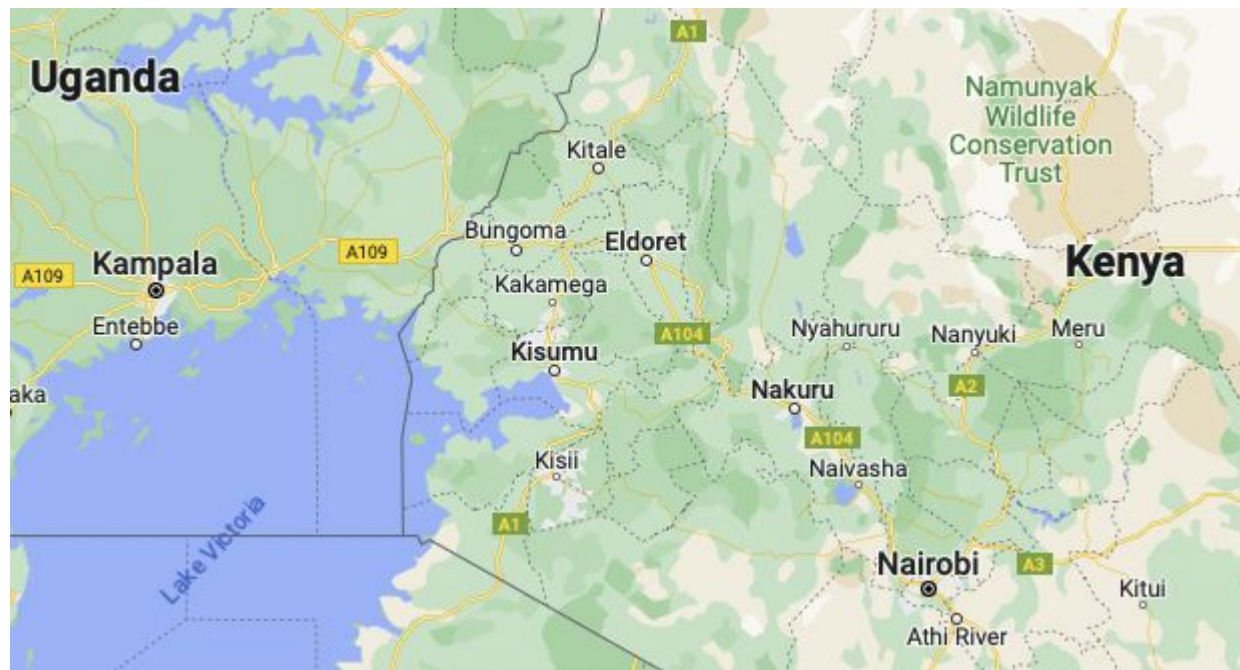 A1
Uganda
Namunyak
Wildlife
Conservation
Trust
Kitale
Bungoma
Eldoret
A109
Kampala
A109
Kenya
Kakamega
Entebbe
A104
Nyahururu
Nanyuki
Meru
Kisumu
aka
Nakuru
A2
A104
Kisii
Naivasha
Lake Victoria
A1
Nairobi
A3
Kitui
Athi River